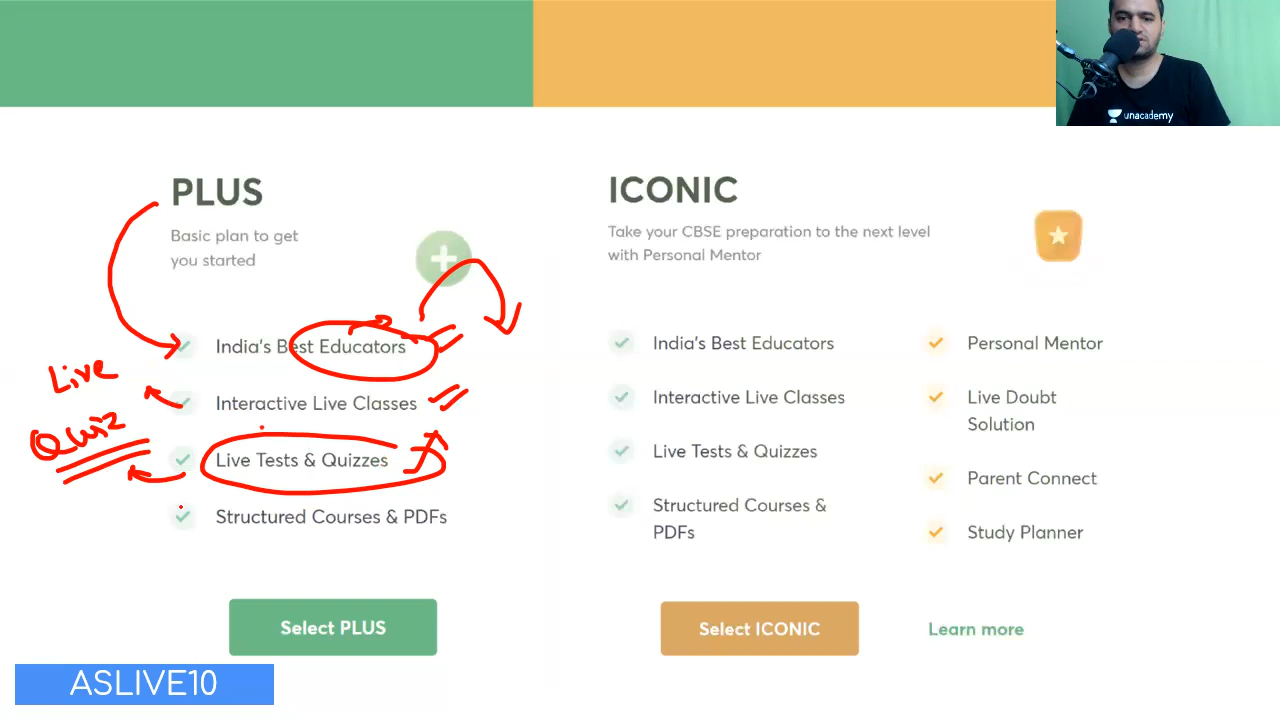 unacademy
PLUS
Basic plan to get
you started
India's Best Educators
Interactive Live Classes
Live Tests & Quizzes
Structured Courses & PDFs
Select PLUS
Live
Quiz
ICONIC
Take your CBSE preparation to the next level
with Personal Mentor
India's Best Educators
Interactive Live Classes
Live Tests & Quizzes
Structured Courses &
PDFs
Personal Mentor
Live Doubt
Solution
Parent Connect
Study Planner
Select ICONIC
Learn more
ASLIVE10